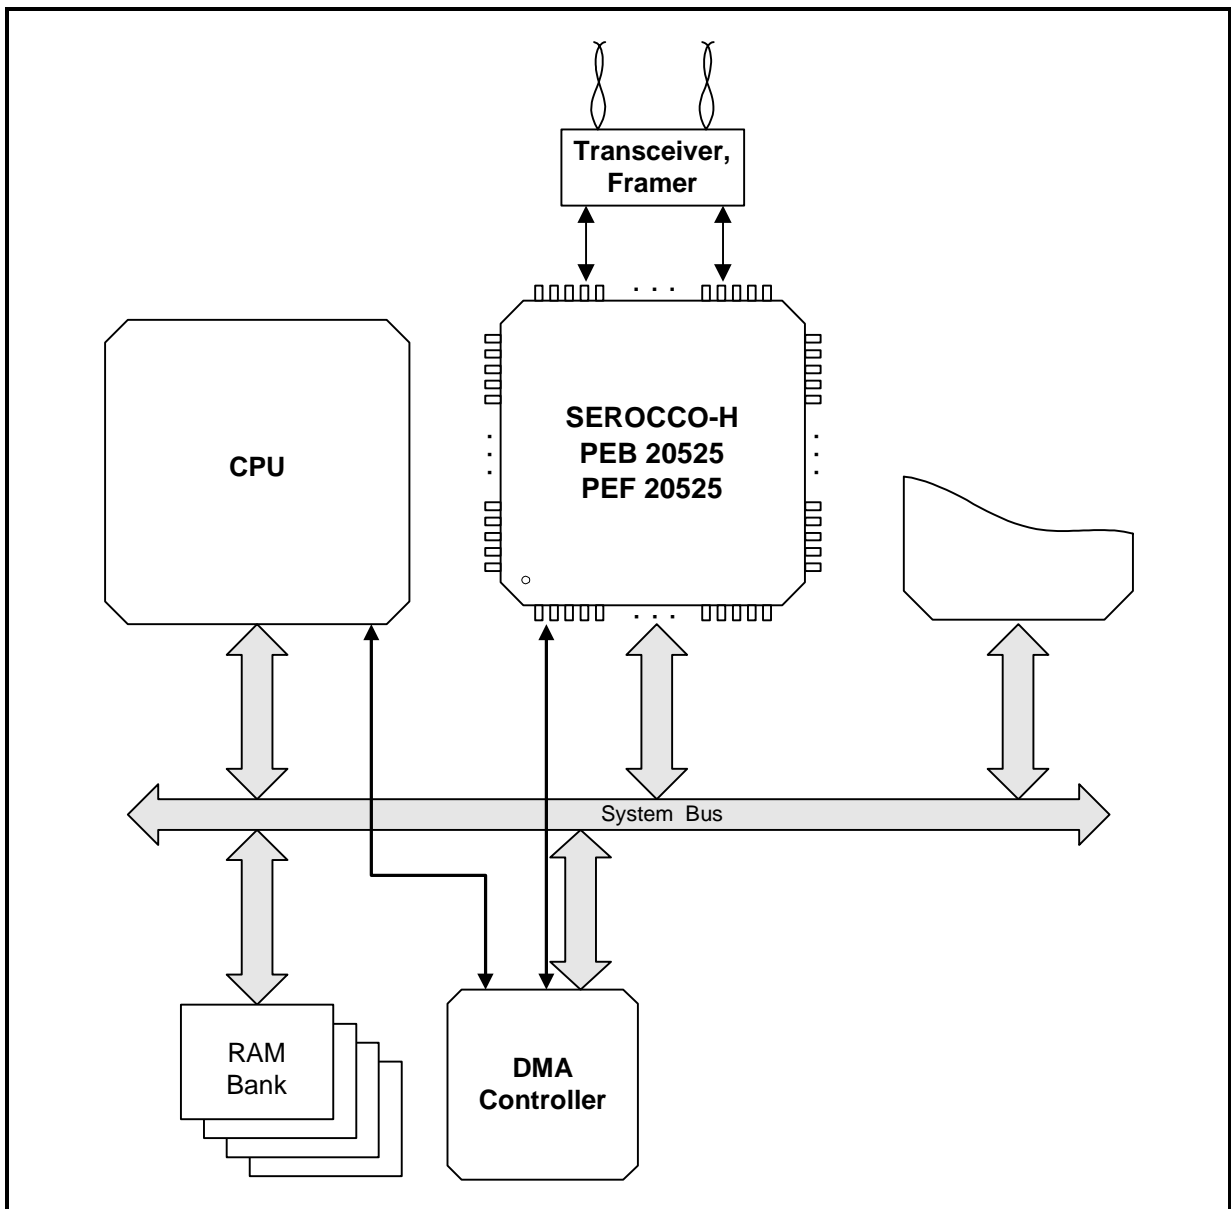 Transceiver,
Framer
CPU
SEROCCO-H
PEB 20525
PEF 20525
System Bus
RAM
Bank
DMA
Controller